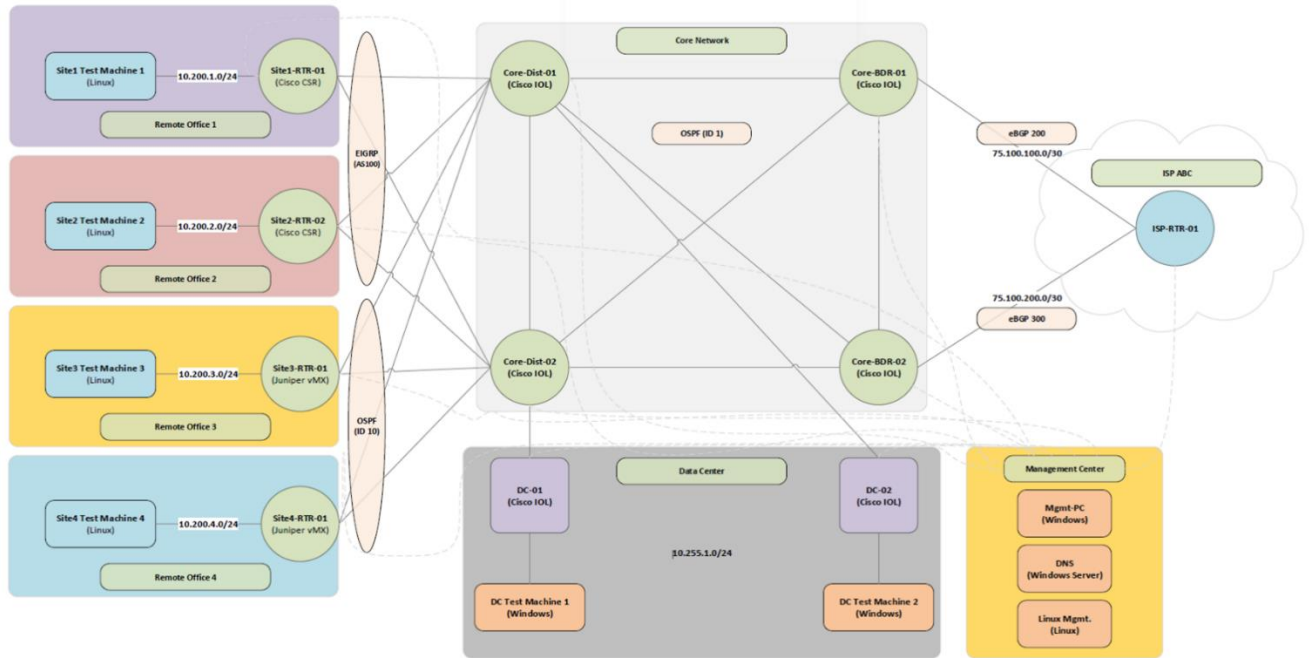 Site1 Test Machine 1
(Linux)
10.200.1.0/24
Site1-RTR-01
(Cisco CSR)
Remote Office 1
Site2 Test Machine 2
(Linux)
10.200.2.0/24
Site2-RTR-02
(Cisco CSR)
Remote Office 2
Site3 Test Machine 3
(Linux)
10.200.3.0/24
Site3-RTR-01
(Juniper vMX)
Remote Office 3
Site4 Test Machine 4
(Linux)
10.200.4.0/24
Site4-RTR-01
(Juniper vMX)
Remote Office 4
EIGRP
(AS100)
OSPF
(ID 10)
Core Network
Core-Dist-01
(Cisco IOL)
Core-BDR-01
(Cisco IOL)
OSPF (ID 1)
Core-Dist-02
(Cisco IOL)
Core-BDR-02
(Cisco IOL)
eBGP 200
75.100.100.0/30
ISP ABC
ISP-RTR-01
75.100.200.0/30
eBGP 300
Data Center
DC-01
(Cisco IOL)
DC-02
(Cisco IOL)
10.255.1.0/24
DC Test Machine 1
(Windows)
DC Test Machine 2
(Windows)
Management Center
Mgmt-PC
(Windows)
DNS
(Windows Server)
Linux Mgmt.
(Linux)